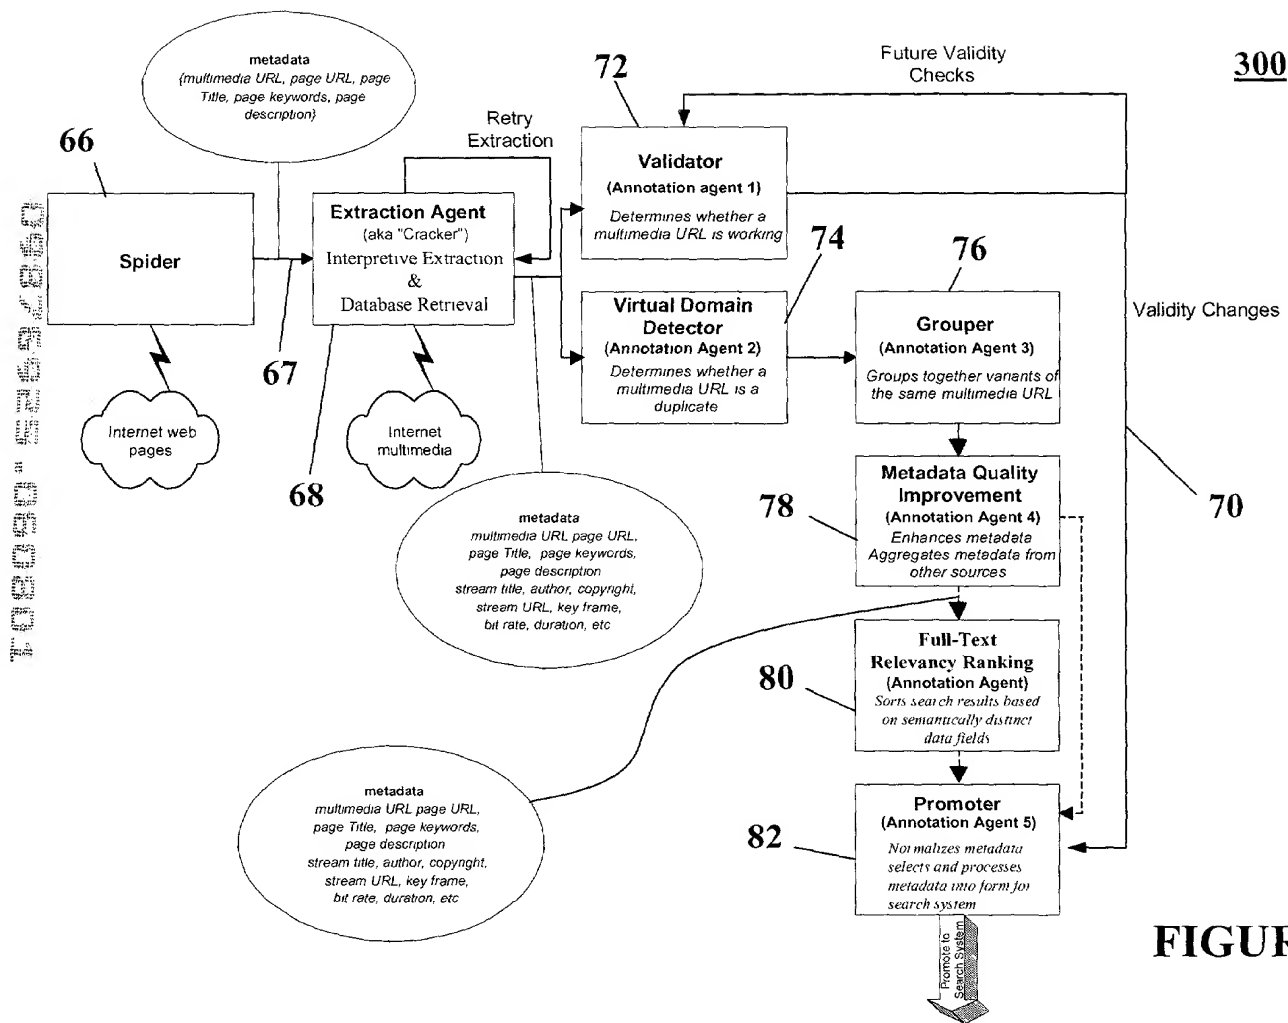 300
metadata
{multimedia URL, page URL, page
Title, page keywords, page
description}
66
Spider
Internet web
pages
67
Retry
Extraction
Extraction Agent
(aka "Cracker")
Interpretive Extraction
&
Database Retrieval
68
Internet
multimedia
72
Future Validity
Checks
Validator
(Annotation agent 1)
Determines whether a
multimedia URL is working
74
Virtual Domain
Detector
(Annotation Agent 2)
Determines whether a
multimedia URL is a
duplicate
76
Grouper
(Annotation Agent 3)
Groups together variants of
the same multimedia URL
Validity Changes
70
metadata
multimedia URL page URL,
page Title, page keywords,
page description
stream title, author, copyright,
stream URL, key frame,
bit rate, duration, etc
78
Metadata Quality
Improvement
(Annotation Agent 4)
Enhances metadata
Aggregates metadata from
other sources
80
Full-Text
Relevancy Ranking
(Annotation Agent)
Sorts search results based
on semantically distinct
data fields
metadata
multimedia URL page URL,
page Title, page keywords,
page description
stream title, author, copyright,
stream URL, key frame,
bit rate, duration, etc
82
Promoter
(Annotation Agent 5)
Normalizes metadata
selects and processes
metadata into form for
search system
Promote to
Search System
FIGUR